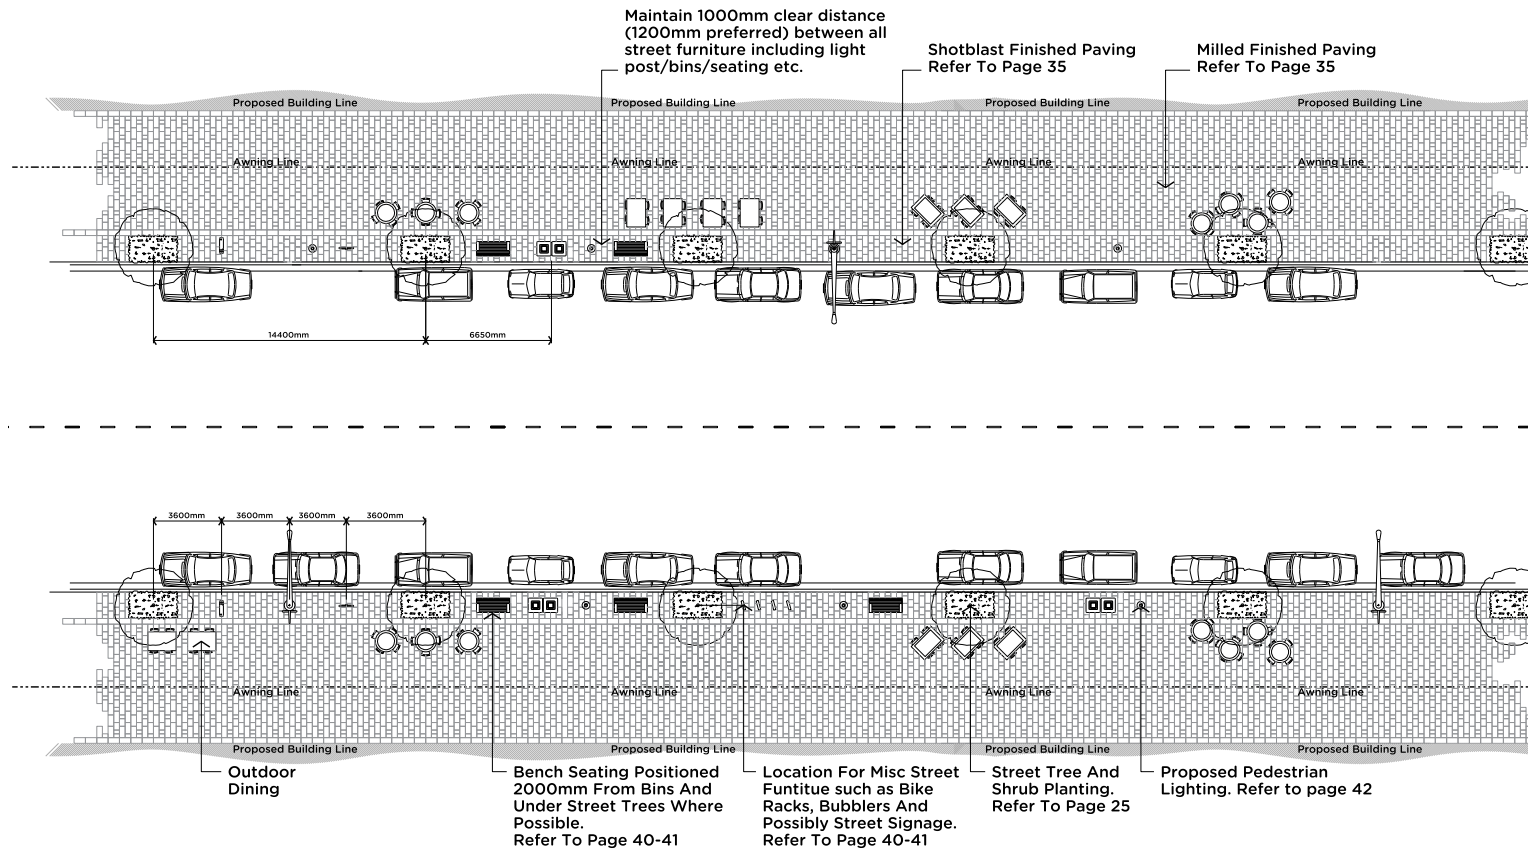 Maintain 1000mm clear distance
(1200mm preferred) between all
street furniture including light
post/bins/seating etc.
Shotblast Finished Paving
Refer To Page 35
Milled Finished Paving
Refer To Page 35
Proposed Building Line
Proposed Building Line
Proposed Building Line
Proposed Building Line
Awning Line
Awning Line
Awning Line
Awning Line
14400mm
6650mm
3600mm
3600mm
3600mm
3600mm
Awning Line
Awning Line
Awning Line
Awning Line
Proposed Building Line
Proposed Building Line
Proposed Building Line
Proposed Building Line
Outdoor
Dining
Bench Seating Positioned
2000mm From Bins And
Under Street Trees Where
Possible.
Refer To Page 40-41
Location For Misc Street
Funtitue such as Bike
Racks, Bubblers And
Possibly Street Signage.
Refer To Page 40-41
Street Tree And
Shrub Planting.
Refer To Page 25
Proposed Pedestrian
Lighting. Refer to page 42